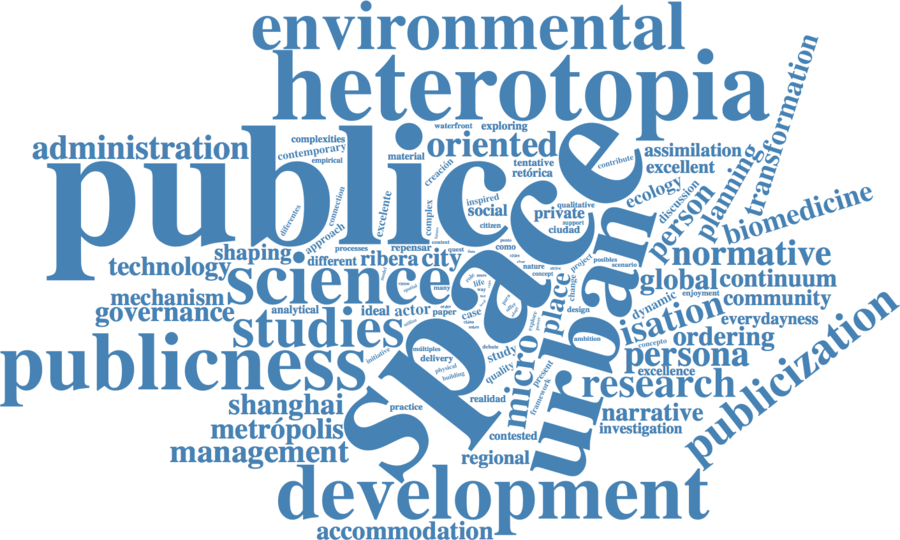 environmental
heterotopia
public
space
urban
administration
complexities
contemporary
empirical
waterfront
exploring
material
oriented
tentative
retórica
contribute
assimilation
excellent
transformation
planning
person
discussion
ecology
biomedicine
creación
connection
diferentes
approach
excelente
complex
inspired
social
citizen
qualitative
private
support
ciudad
shaping
technology
processes
different
repensar
context
ribera
city
quest
como
nature
concept
project
posibles
scenario
normative
global
continuum
science
mechanism
governance
analytical
ideal
actor
paper
many
life
case
place
change
design
dynamic
enjoyment
community
everydayness
isation
concepto
ordering
studies
initiative
múltiples
delivery
physical
building
debate
study
quality
micro
present
framework
ambition
persona
excellence
research
publicization
publicness
shanghai
practice
realidad
contested
narrative
investigation
metrópolis
management
regional
development
accommodation